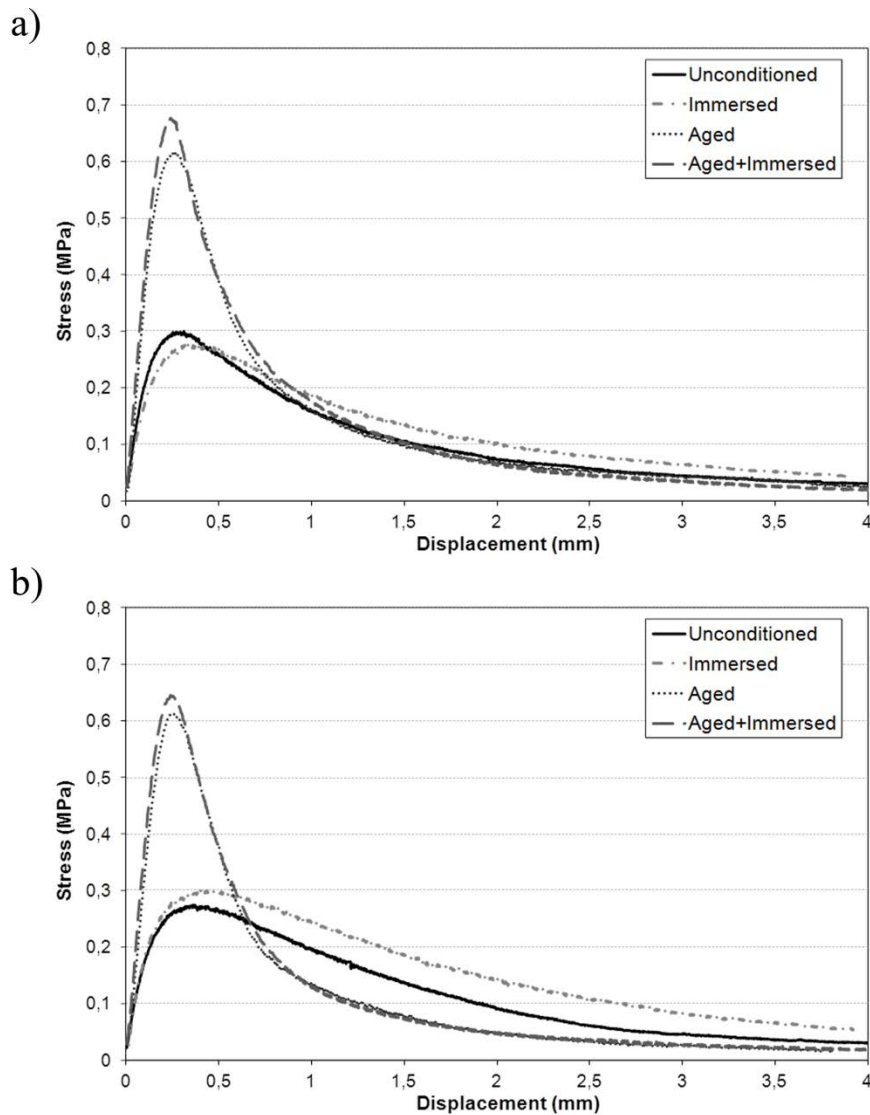 a)
0,8
0,7
0,6
0,5
0,4
0,3
0,2
0,1
0
Stress (MPa)
Unconditioned
Immersed
Aged
Aged+Immersed
0 0,5 1 1,5 2 2,5 3 3,5 4
Displacement (mm)
b)
0,8
0,7
0,6
0,5
0,4
0,3
0,2
0,1
0
Stress (MPa)
Unconditioned
Immersed
Aged
Aged+Immersed
0 0,5 1 1,5 2 2,5 3 3,5 4
Displacement (mm)